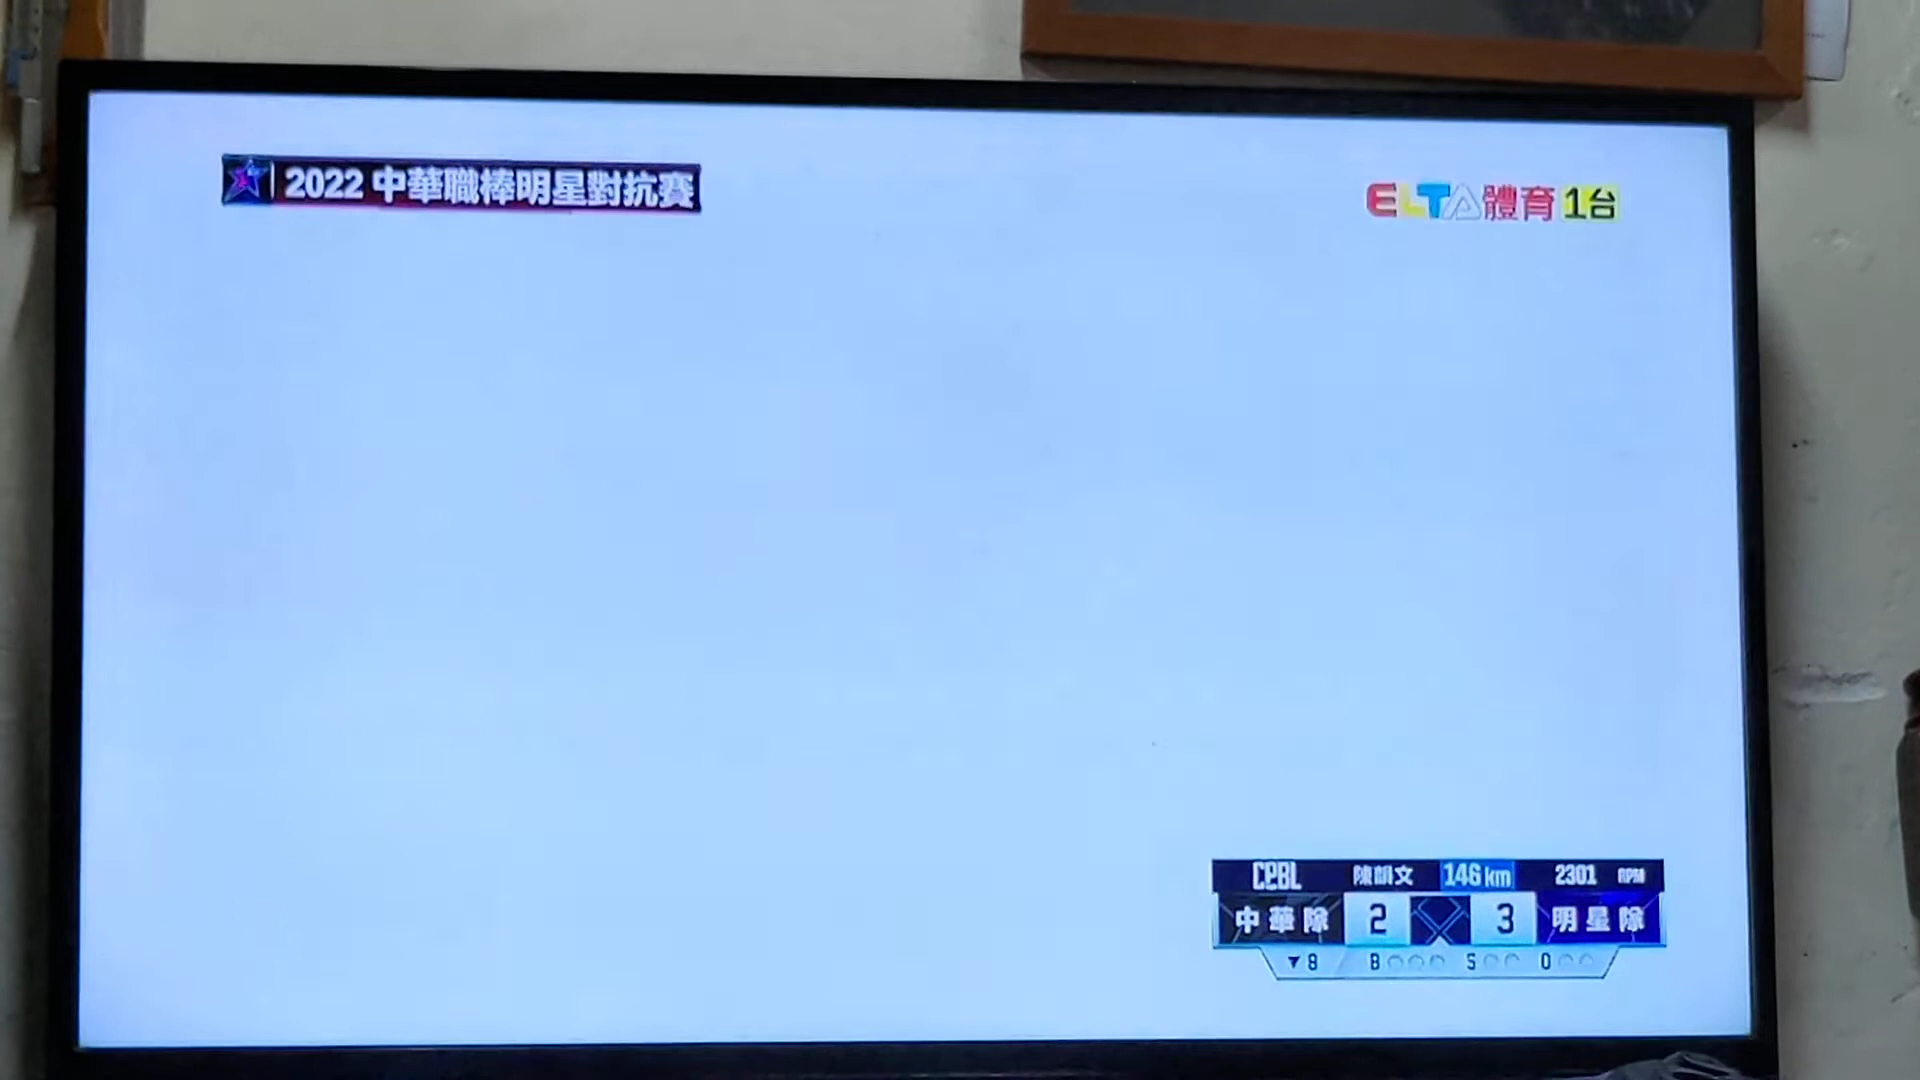 2022 中華職棒明星對抗賽
ELTA體育1台
CPBL 陳韻文 146 km 2301 RPM
中華隊 2 3 明星隊
▼8 B S O